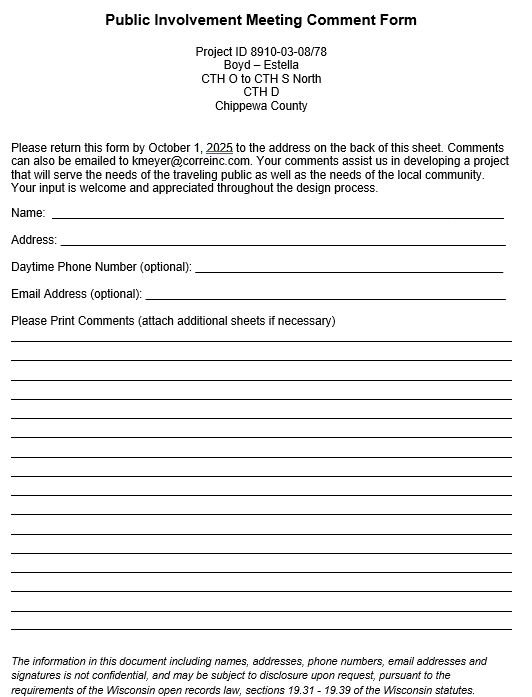 Public Involvement Meeting Comment Form
Project ID 8910-03-08/78
Boyd – Estella
CTH O to CTH S North
CTH D
Chippewa County
Please return this form by October 1, 2025 to the address on the back of this sheet. Comments
can also be emailed to kmeyer@correinc.com. Your comments assist us in developing a project
that will serve the needs of the traveling public as well as the needs of the local community.
Your input is welcome and appreciated throughout the design process.
Name:
Address:
Daytime Phone Number (optional):
Email Address (optional):
Please Print Comments (attach additional sheets if necessary)
The information in this document including names, addresses, phone numbers, email addresses and
signatures is not confidential, and may be subject to disclosure upon request, pursuant to the
requirements of the Wisconsin open records law, sections 19.31 - 19.39 of the Wisconsin statutes.